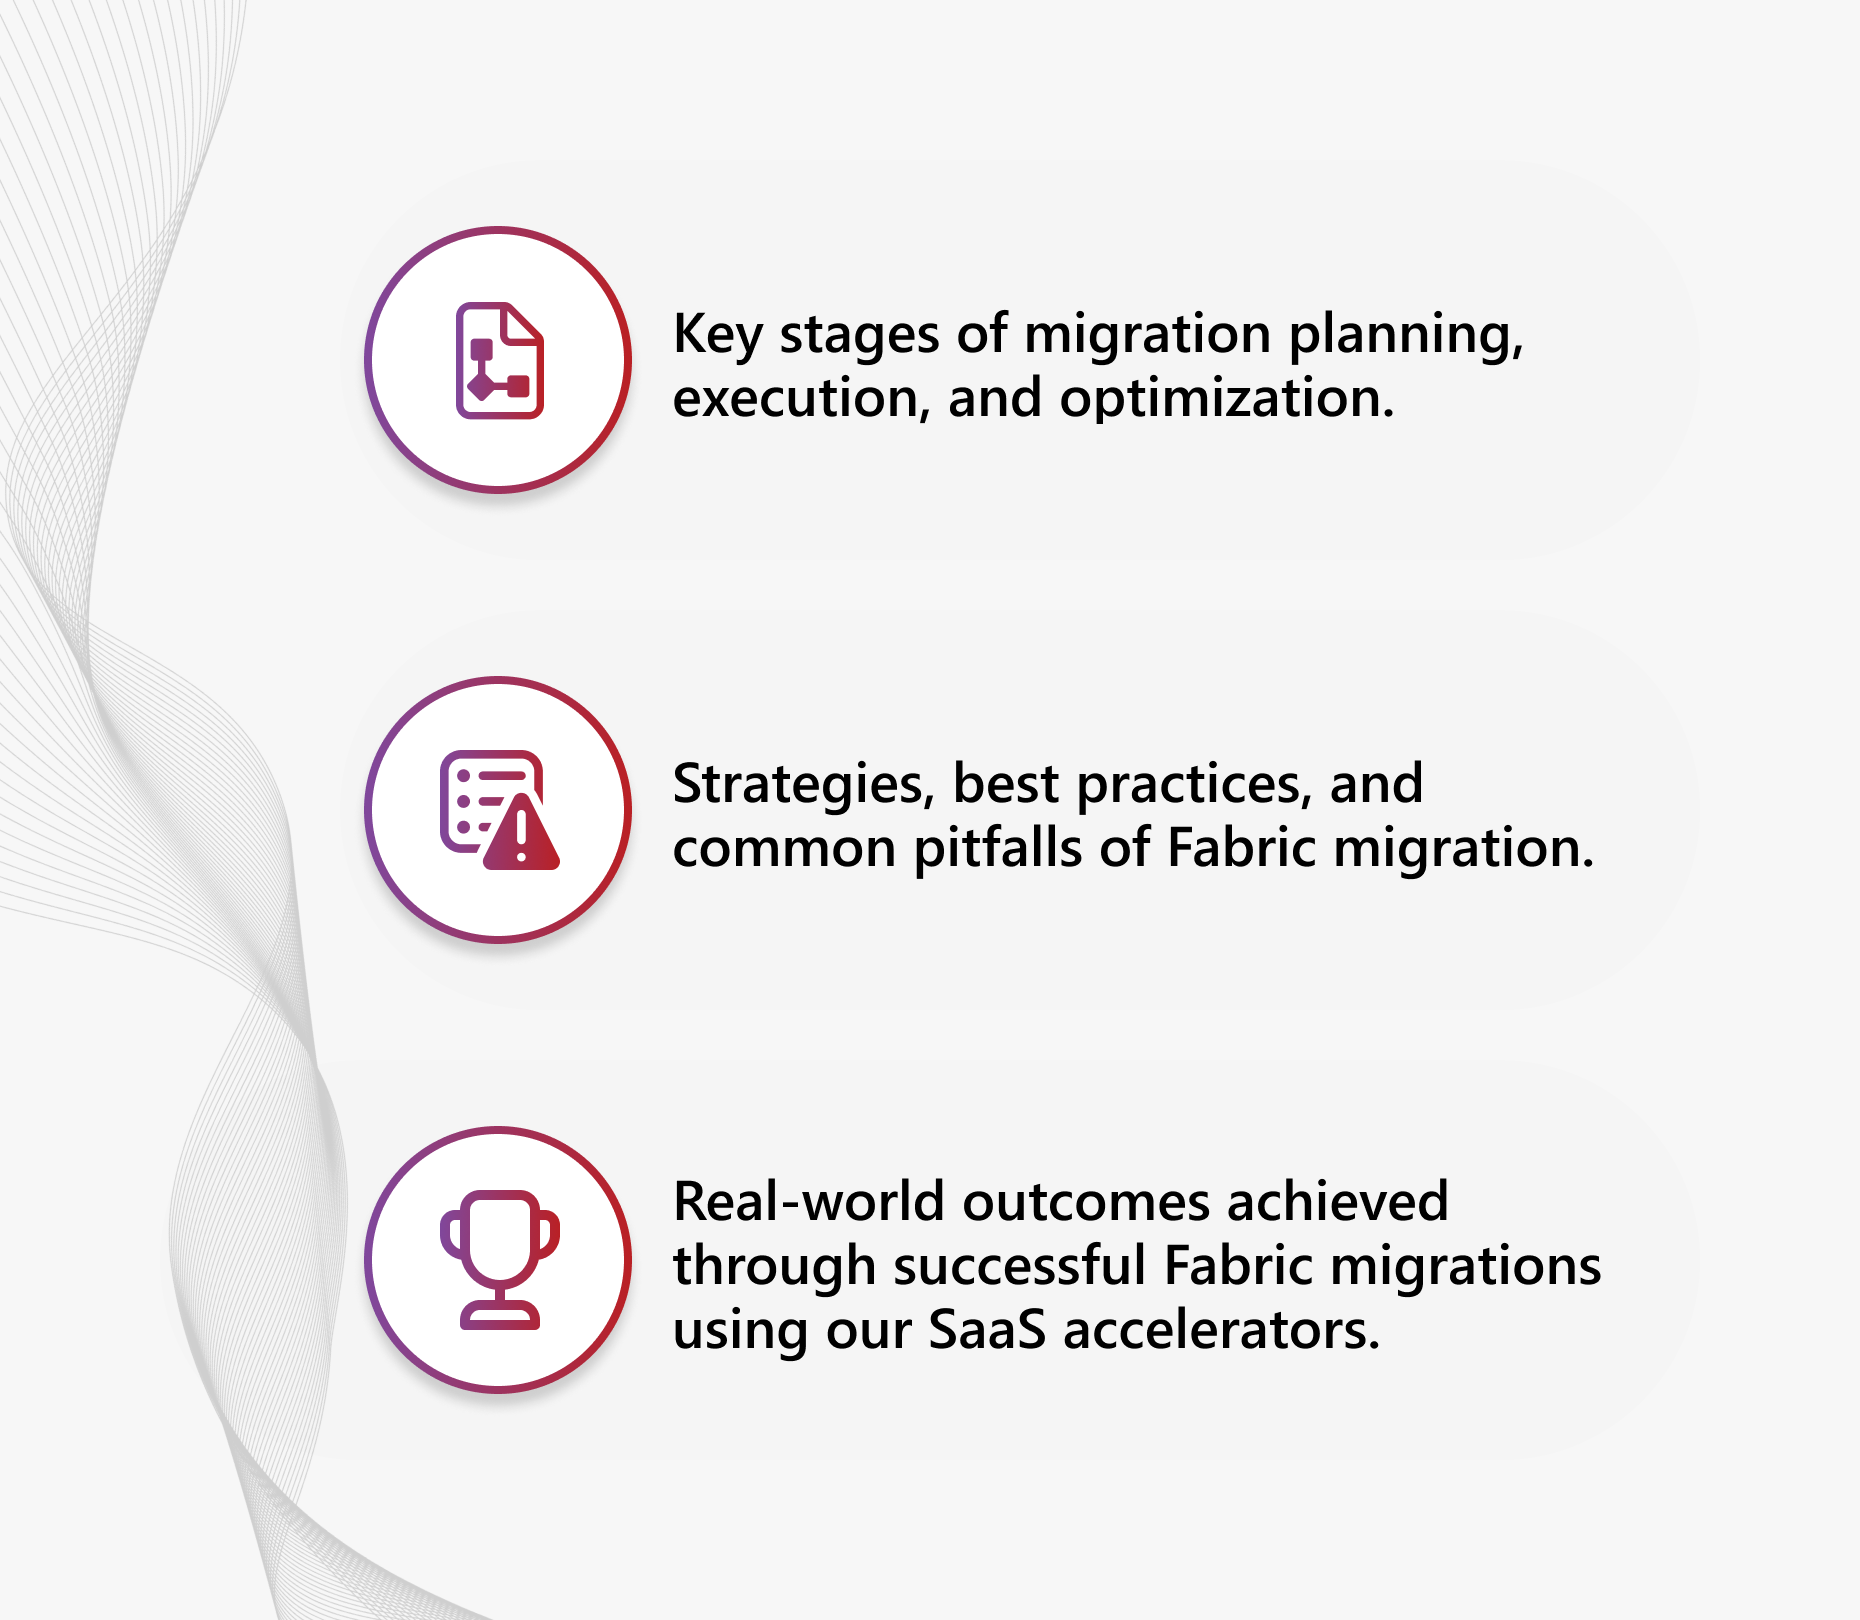 Key stages of migration planning,
execution, and optimization.
Strategies, best practices, and
common pitfalls of Fabric migration.
Real-world outcomes achieved
through successful Fabric migrations
using our SaaS accelerators.